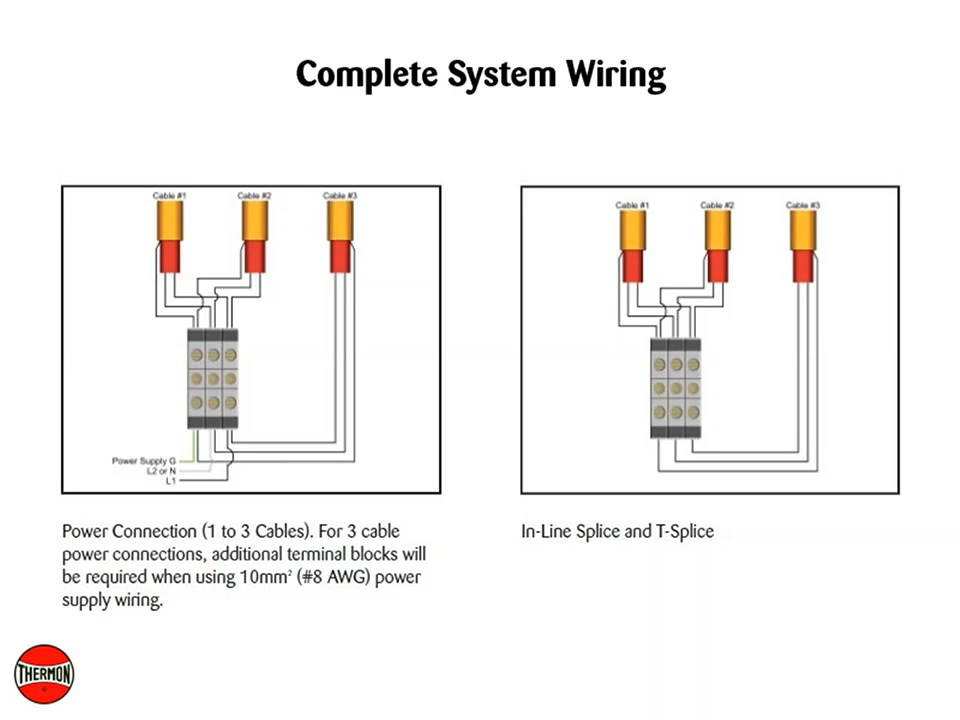 Complete System Wiring
Cable #1
Cable #2
Cable #3
Power Supply G
L2 or N
L1
Cable #1
Cable #2
Cable #3
Power Connection (1 to 3 Cables). For 3 cable
power connections, additional terminal blocks will
be required when using 10mm² (#8 AWG) power
supply wiring.
In-Line Splice and T-Splice
THERMON
®